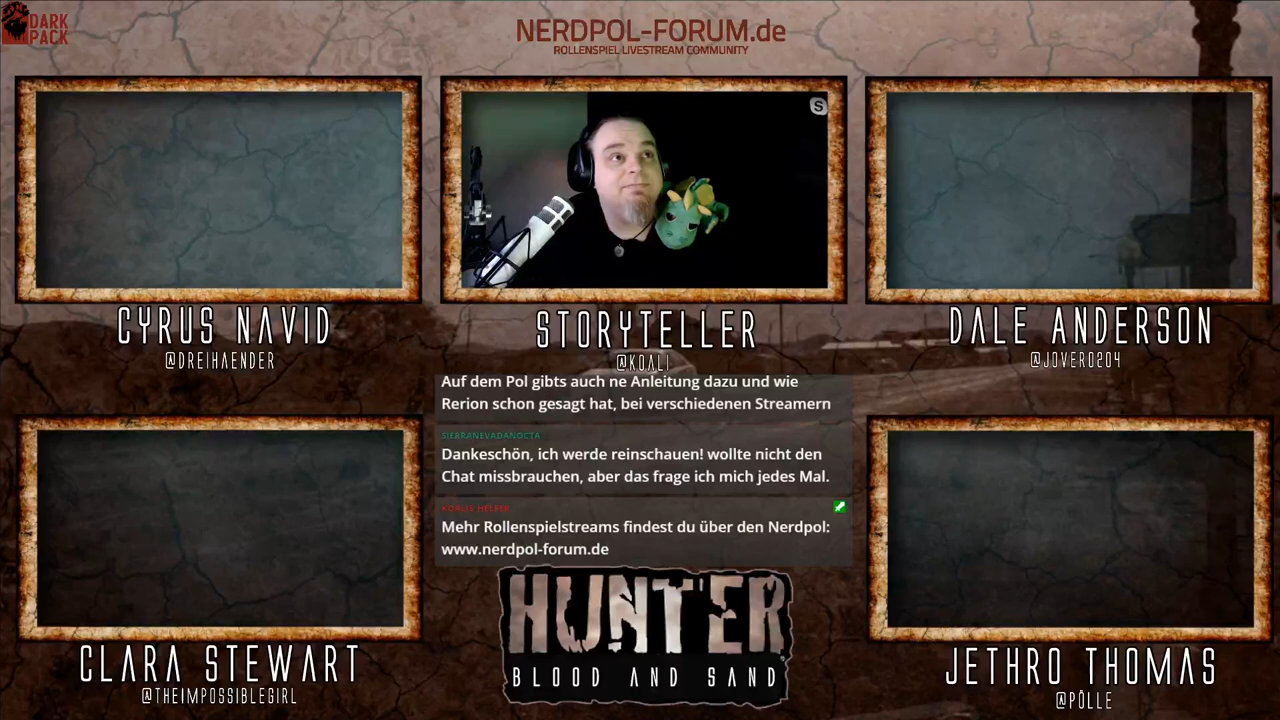 DARK
PACK
NERDPOL-FORUM.de
ROLLENSPIEL LIVESTREAM COMMUNITY
S
CYRUS NAVID
@DREIHAENDER
STORYTELLER
@KOALI
DALE ANDERSON
@JOVER0204
Auf dem Pol gibts auch ne Anleitung dazu und wie
Rerion schon gesagt hat, bei verschiedenen Streamern
SIERRANEVADANOCTA
Dankeschön, ich werde reinschauen! wollte nicht den
Chat missbrauchen, aber das frage ich mich jedes Mal.
Mehr Rollenspielstreams findest du über den Nerdpol:
www.nerdpol-forum.de
HUNTER
BLOOD AND SAND
CLARA STEWART
@THEIMPOSSIBLEGIRL
JETHRO THOMAS
@PÖLLE